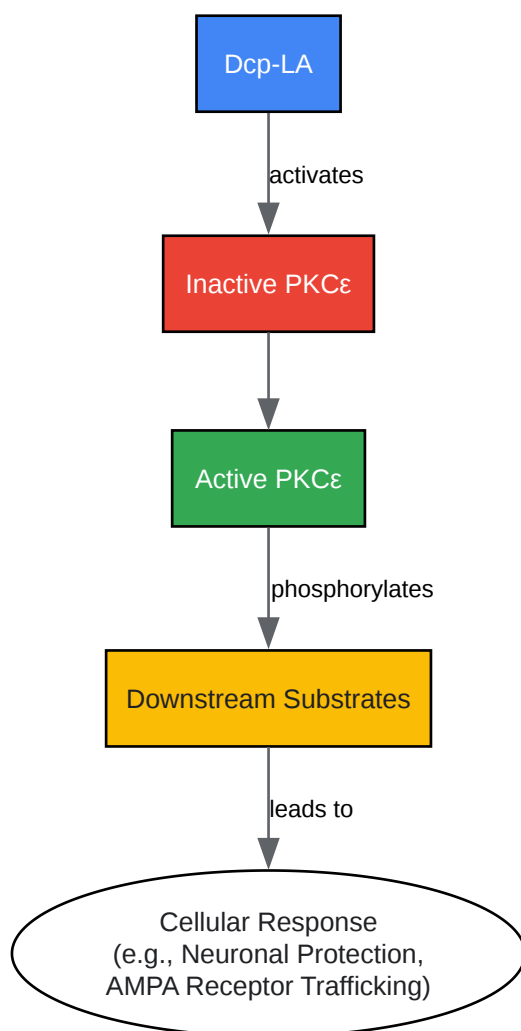 Dcp-LA
activates
Inactive PKCε
Active PKCε
phosphorylates
Downstream Substrates
leads to
Cellular Response
(e.g., Neuronal Protection,
AMPA Receptor Trafficking)